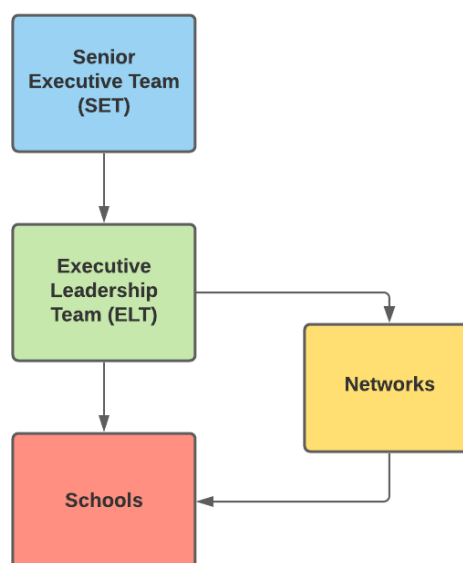 Senior
Executive Team
(SET)
Executive
Leadership
Team (ELT)
Networks
Schools